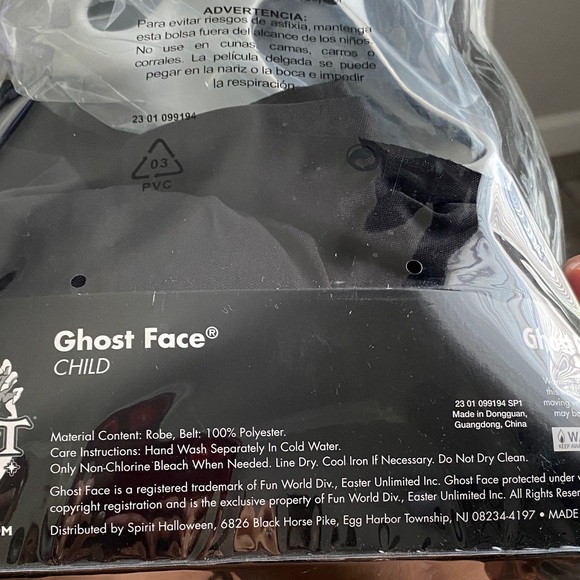 ADVERTENCIA:
Para evitar riesgos de asfixia, mantenga
esta bolsa fuera del alcance de los niños.
No use en cunas, camas, carros o
corrales. La película delgada se puede
pegar en la nariz o la boca e impedir
la respiración.
23 01 099194
03
PVC
Ghost Face®
CHILD
23 01 099194 SP1
Made in Dongguan,
Guangdong, China
Material Content: Robe, Belt: 100% Polyester.
Care Instructions: Hand Wash Separately In Cold Water.
Only Non-Chlorine Bleach When Needed. Line Dry. Cool Iron If Necessary. Do Not Dry Clean.
Ghost Face is a registered trademark of Fun World Div., Easter Unlimited Inc. Ghost Face protected under
copyright registration and is the exclusive property of Fun World Div., Easter Unlimited Inc. All Rights
Distributed by Spirit Halloween, 6826 Black Horse Pike, Egg Harbor Township, NJ 08234-4197 • MADE
moving
may